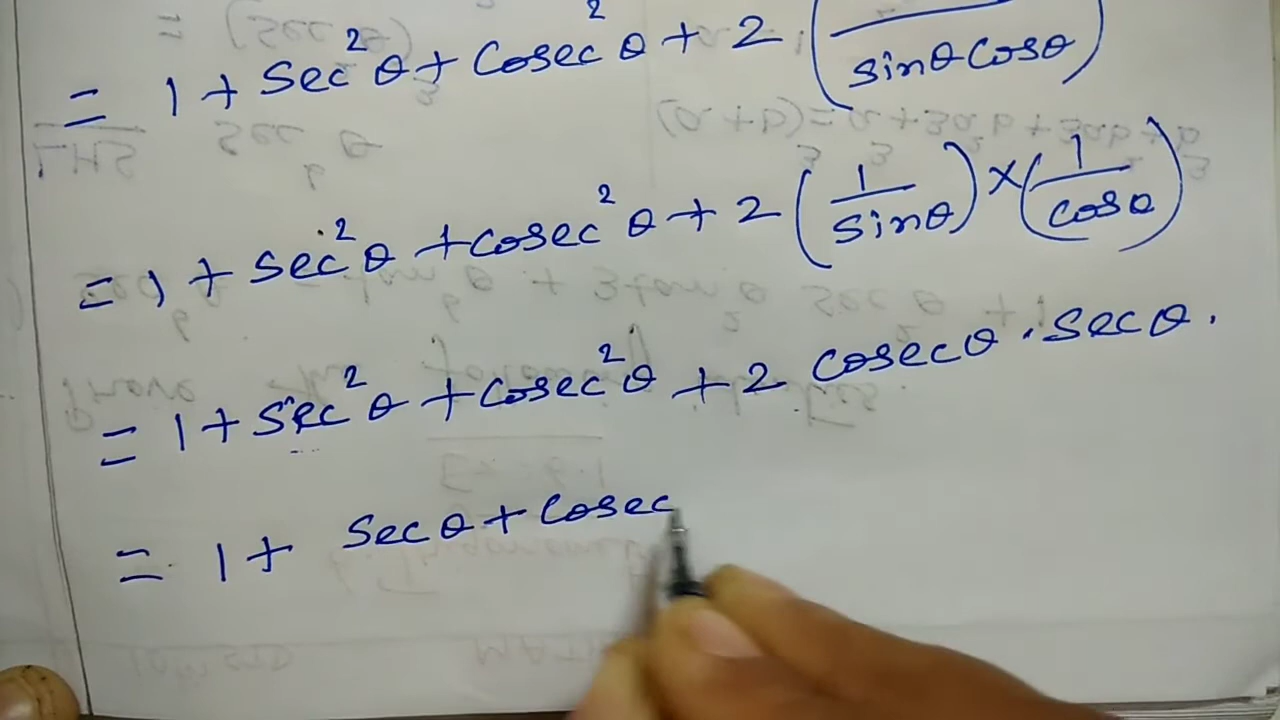 = 1 + Sec²θ + Cosec²θ + 2 ( / sinθ Cosθ )
= 1 + Sec²θ + Cosec²θ + 2 ( 1 / sinθ ) × ( 1 / cosθ )
= 1 + Sec²θ + Cosec²θ + 2 cosecθ · Secθ .
= 1 + Secθ + Cosec